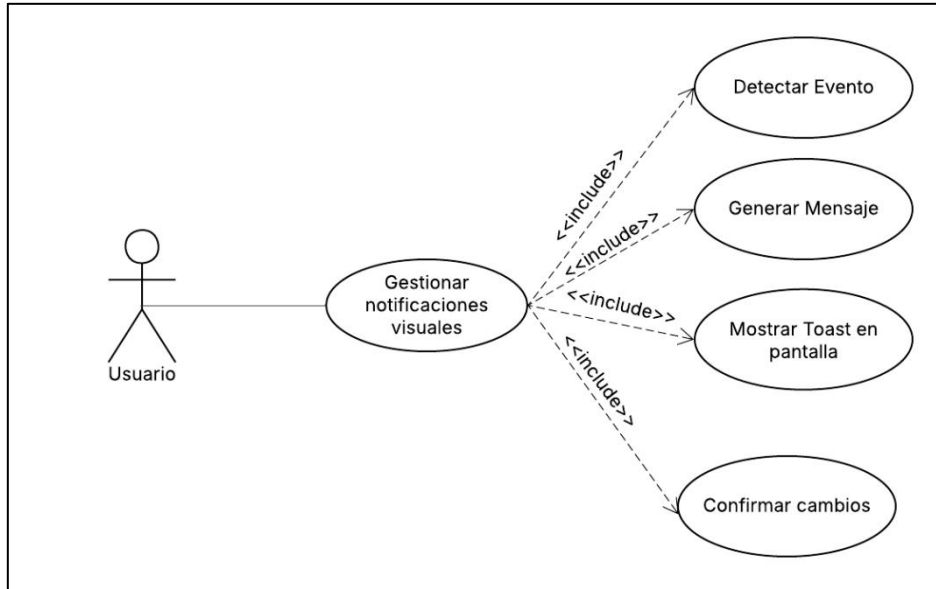 Detectar Evento
<<include>>
Generar Mensaje
<<include>>
Gestionar
notificaciones
visuales
<<include>>
Mostrar Toast en
pantalla
Usuario
<<include>>
Confirmar cambios